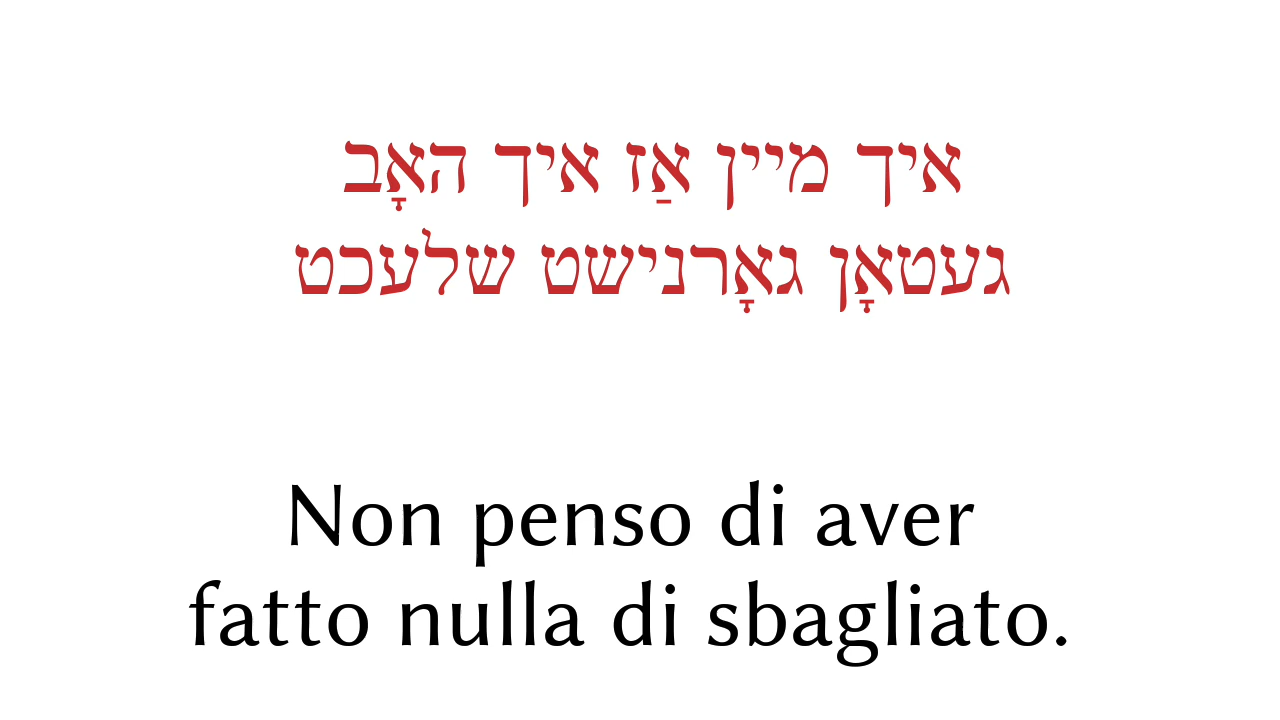 איך מיין אַז איך האָב
געטאָן גאָרנישט שלעכט
Non penso di aver
fatto nulla di sbagliato.